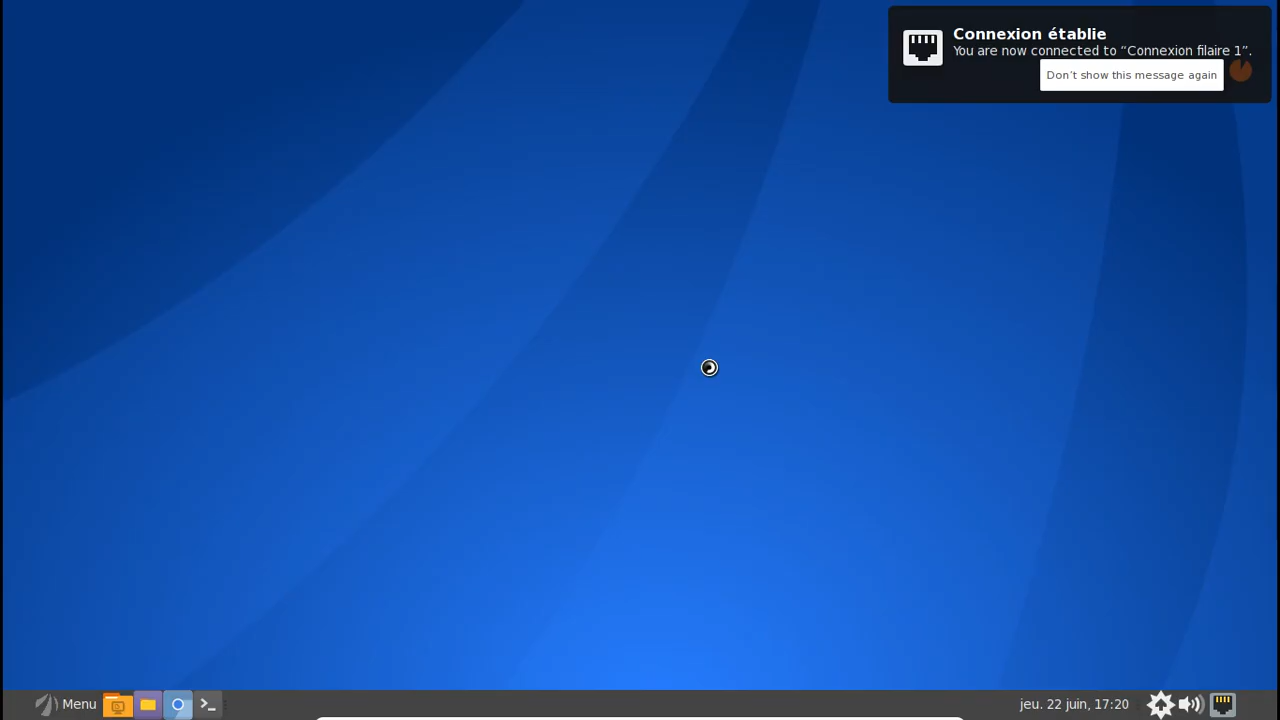 Connexion établie
You are now connected to “Connexion filaire 1”.
Don’t show this message again
Menu
jeu. 22 juin, 17:20